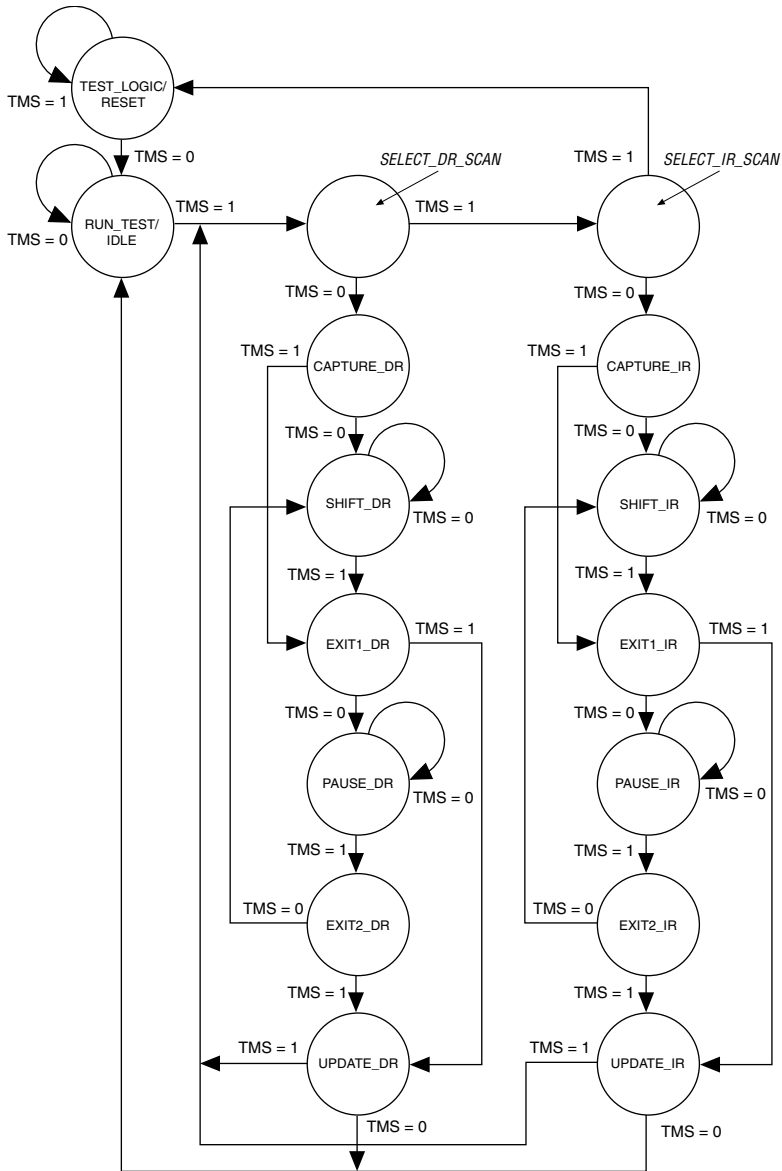 TEST_LOGIC/
RESET
TMS = 1
TMS = 0
SELECT_DR_SCAN
TMS = 1
SELECT_IR_SCAN
RUN_TEST/
IDLE
TMS = 0
TMS = 1
TMS = 1
TMS = 0
TMS = 0
TMS = 1
CAPTURE_DR
TMS = 1
CAPTURE_IR
TMS = 0
TMS = 0
SHIFT_DR
TMS = 0
SHIFT_IR
TMS = 0
TMS = 1
TMS = 1
EXIT1_DR
TMS = 1
EXIT1_IR
TMS = 1
TMS = 0
TMS = 0
PAUSE_DR
TMS = 0
PAUSE_IR
TMS = 0
TMS = 1
TMS = 1
TMS = 0
EXIT2_DR
TMS = 0
EXIT2_IR
TMS = 1
TMS = 1
TMS = 1
UPDATE_DR
TMS = 1
UPDATE_IR
TMS = 0
TMS = 0